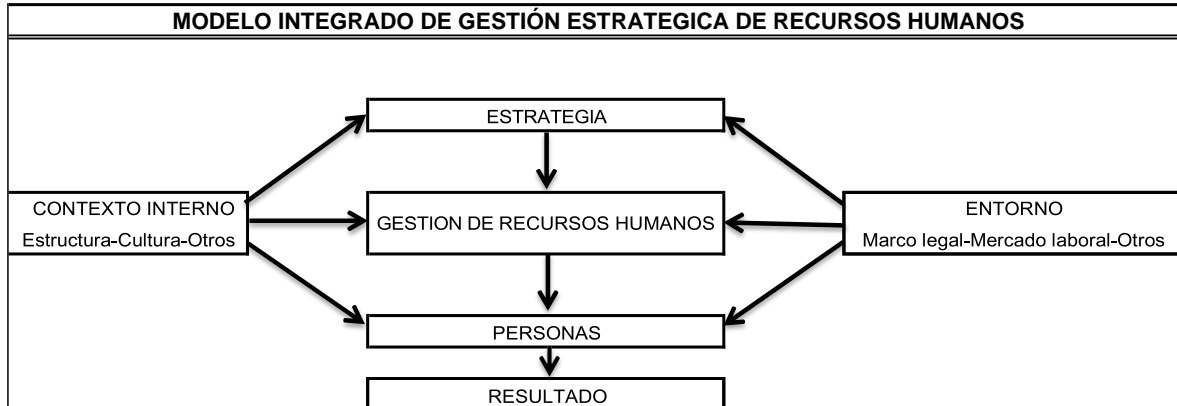 MODELO INTEGRADO DE GESTIÓN ESTRATEGICA DE RECURSOS HUMANOS
ESTRATEGIA
CONTEXTO INTERNO
Estructura-Cultura-Otros
GESTION DE RECURSOS HUMANOS
ENTORNO
Marco legal-Mercado laboral-Otros
PERSONAS
RESULTADO